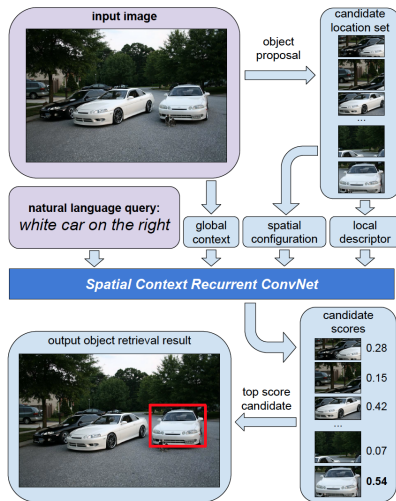 input image
object
proposal
candidate
location set
...
natural language query:
white car on the right
global
context
spatial
configuration
local
descriptor
Spatial Context Recurrent ConvNet
output object retrieval result
top score
candidate
candidate
scores
0.28
0.15
0.42
...
0.07
0.54